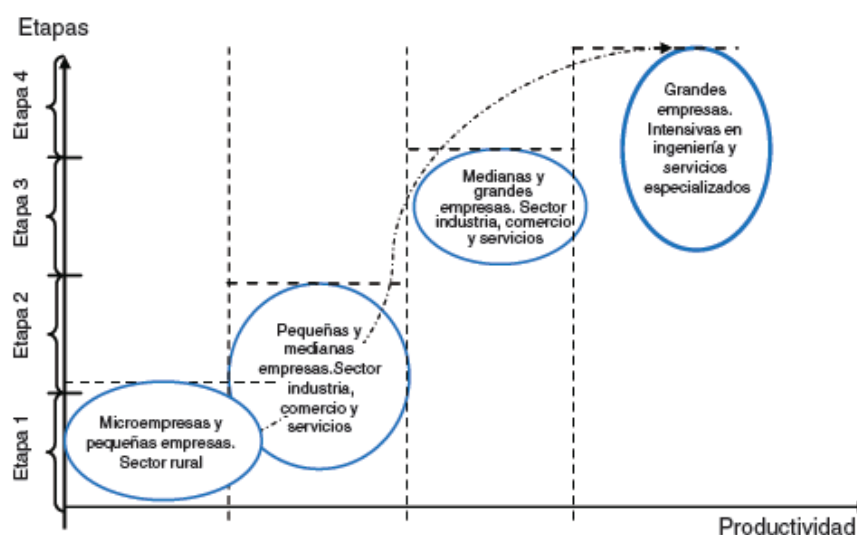 Etapas
Etapa 4
Etapa 3
Etapa 2
Etapa 1
Grandes
empresas.
Intensivas en
ingeniería y
servicios
especializados
Medianas y
grandes
empresas. Sector
industria, comercio
y servicios
Pequeñas y
medianas
empresas.Sector
industria,
comercio y
servicios
Microempresas y
pequeñas empresas.
Sector rural
Productividad